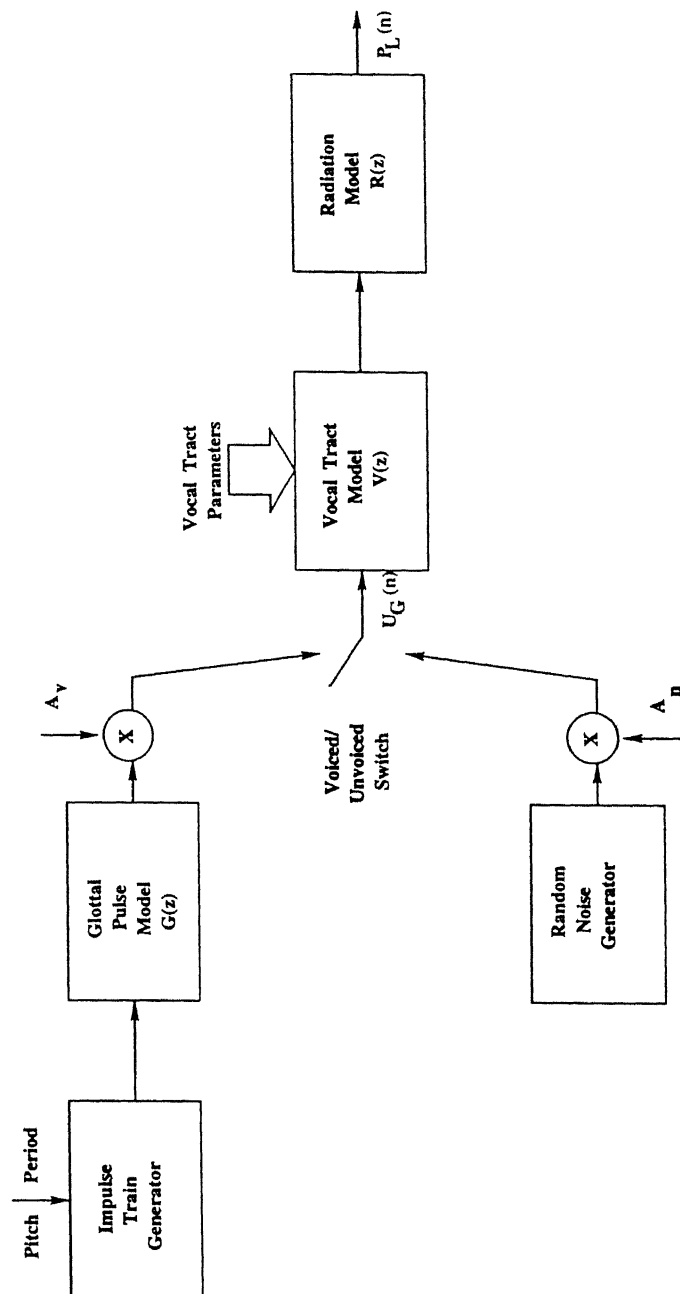 Pitch Period
Impulse
Train
Generator
Glottal
Pulse
Model
G(z)
X
A_v
Voiced/
Unvoiced
Switch
Random
Noise
Generator
X
A_n
U_G (n)
Vocal Tract
Parameters
Vocal Tract
Model
V(z)
Radiation
Model
R(z)
P_L (n)